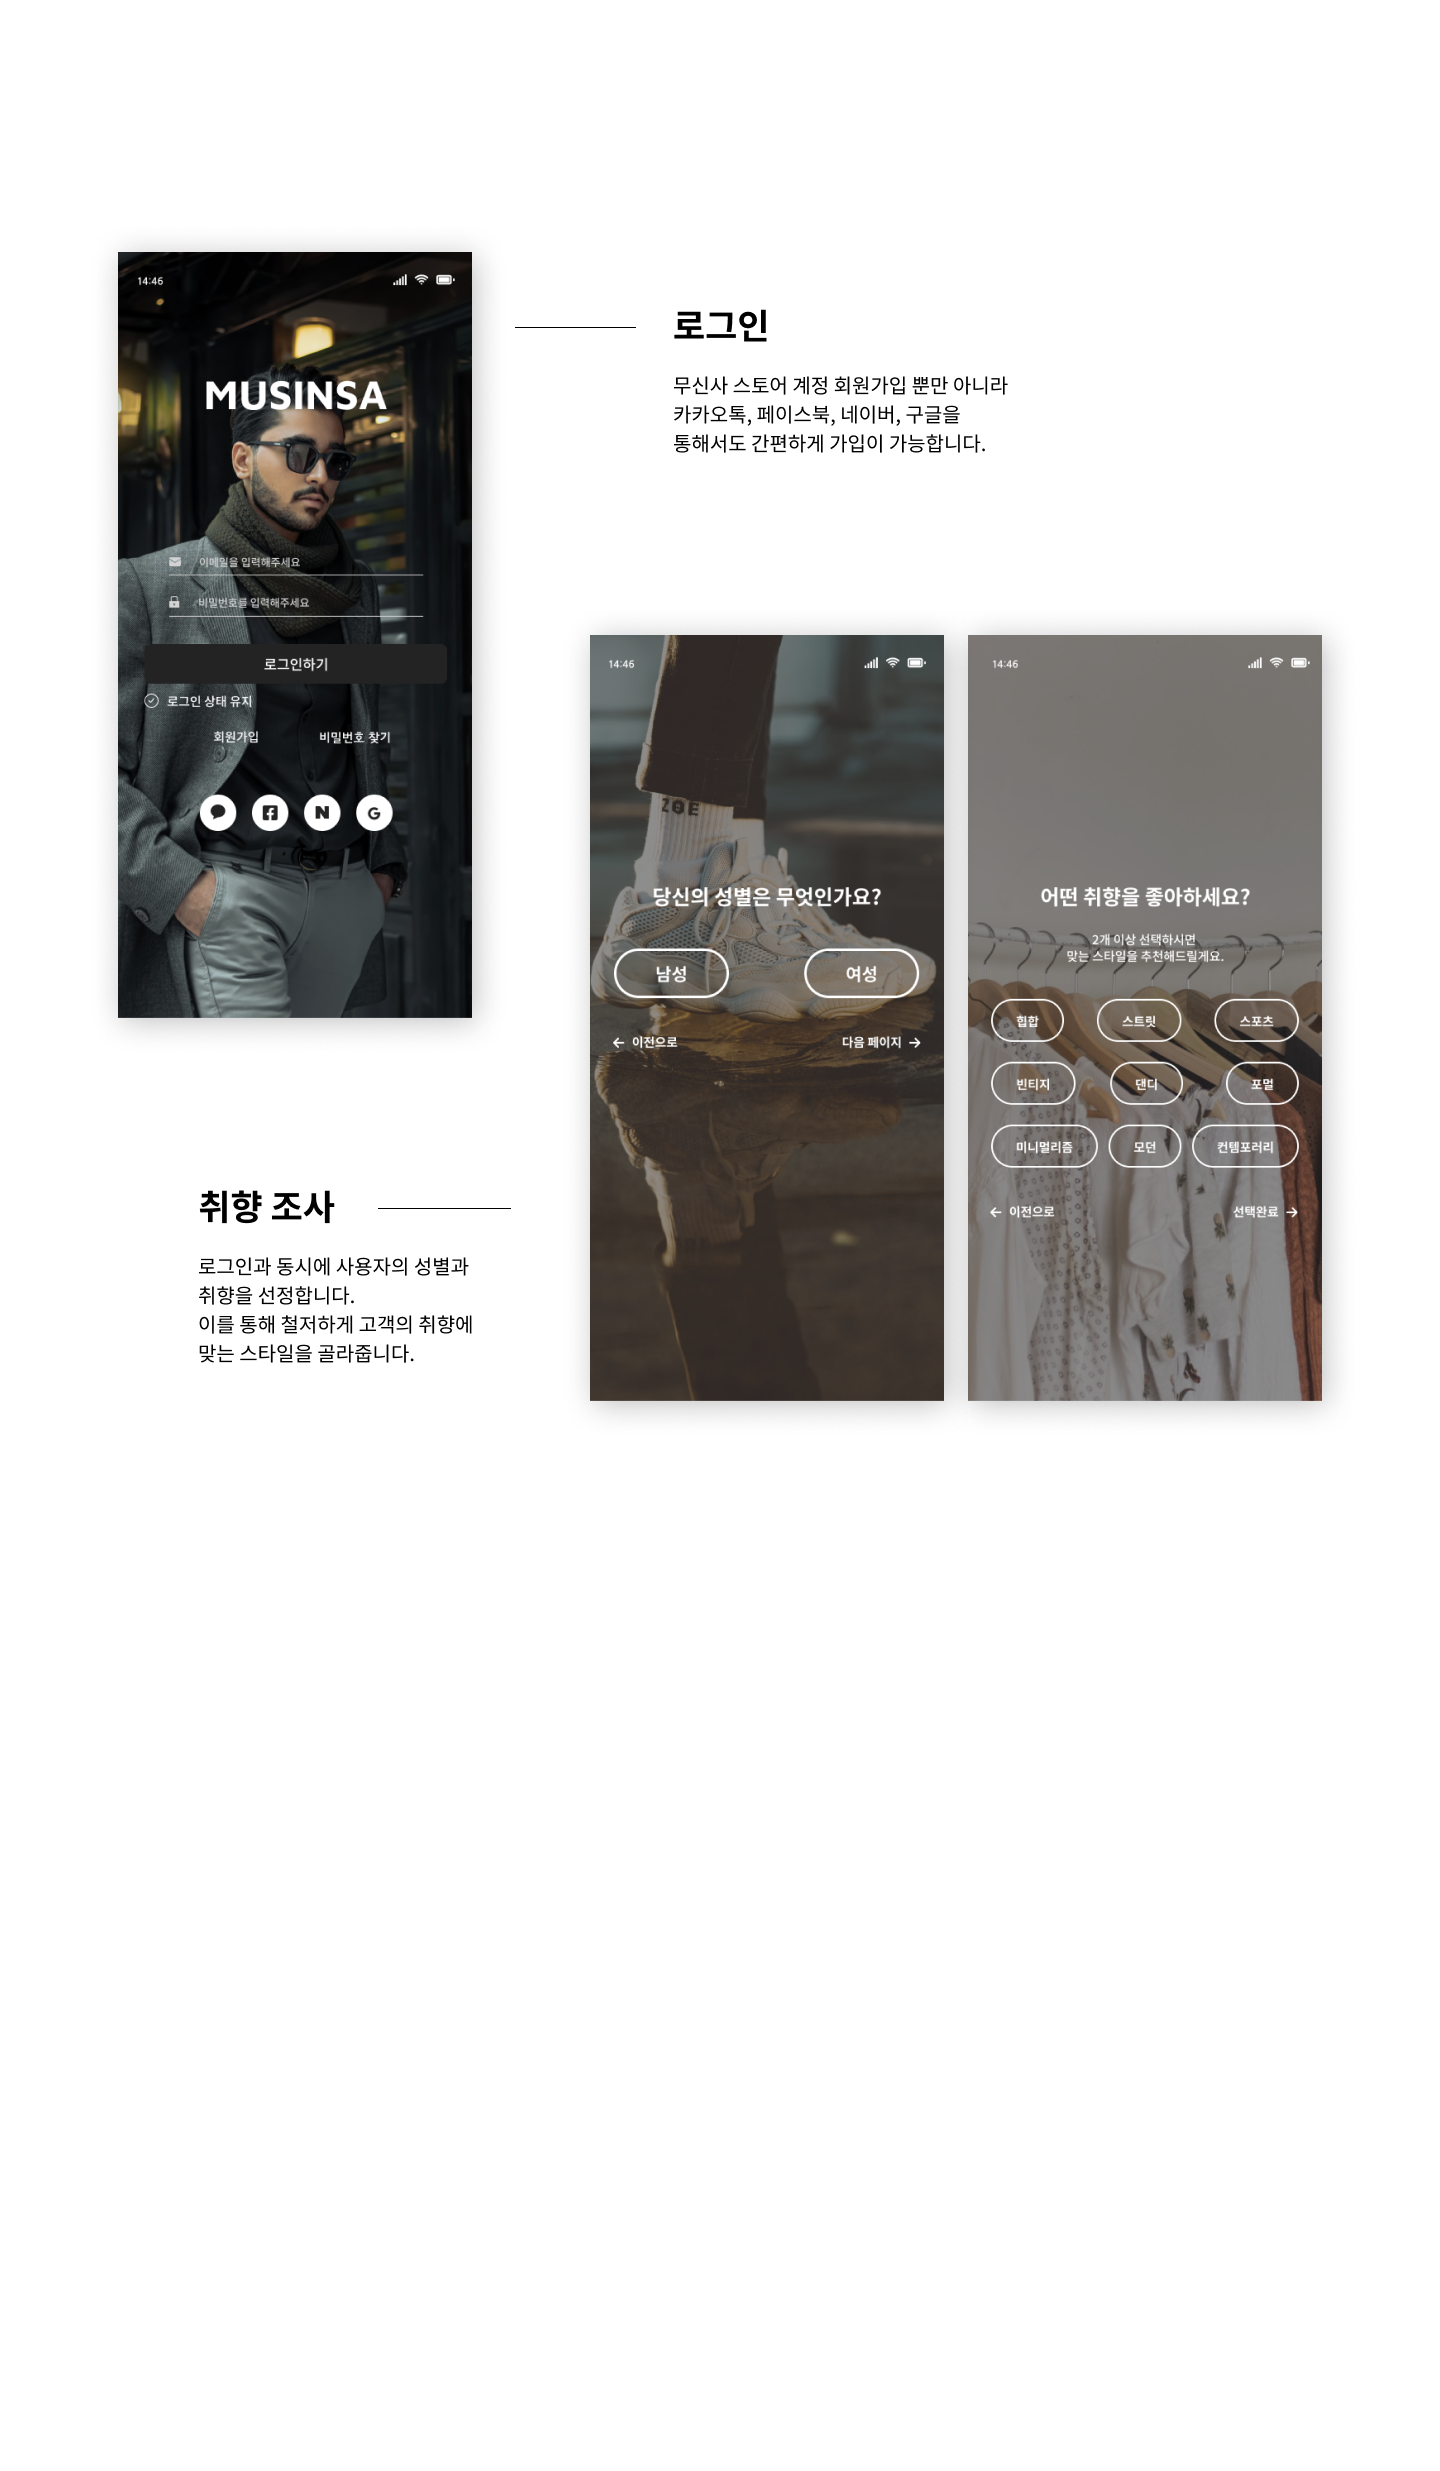 14:46
MUSINSA
이메일을 입력해주세요
비밀번호를 입력해주세요
로그인하기
로그인 상태 유지
회원가입
비밀번호 찾기
N
G
로그인
무신사 스토어 계정 회원가입 뿐만 아니라
카카오톡, 페이스북, 네이버, 구글을
통해서도 간편하게 가입이 가능합니다.
14:46
ZOE
당신의 성별은 무엇인가요?
남성
여성
이전으로
다음 페이지
14:46
어떤 취향을 좋아하세요?
2개 이상 선택하시면
맞는 스타일을 추천해드릴게요.
힙합
스트릿
스포츠
빈티지
댄디
포멀
미니멀리즘
모던
컨템포러리
이전으로
선택완료
취향 조사
로그인과 동시에 사용자의 성별과
취향을 선정합니다.
이를 통해 철저하게 고객의 취향에
맞는 스타일을 골라줍니다.